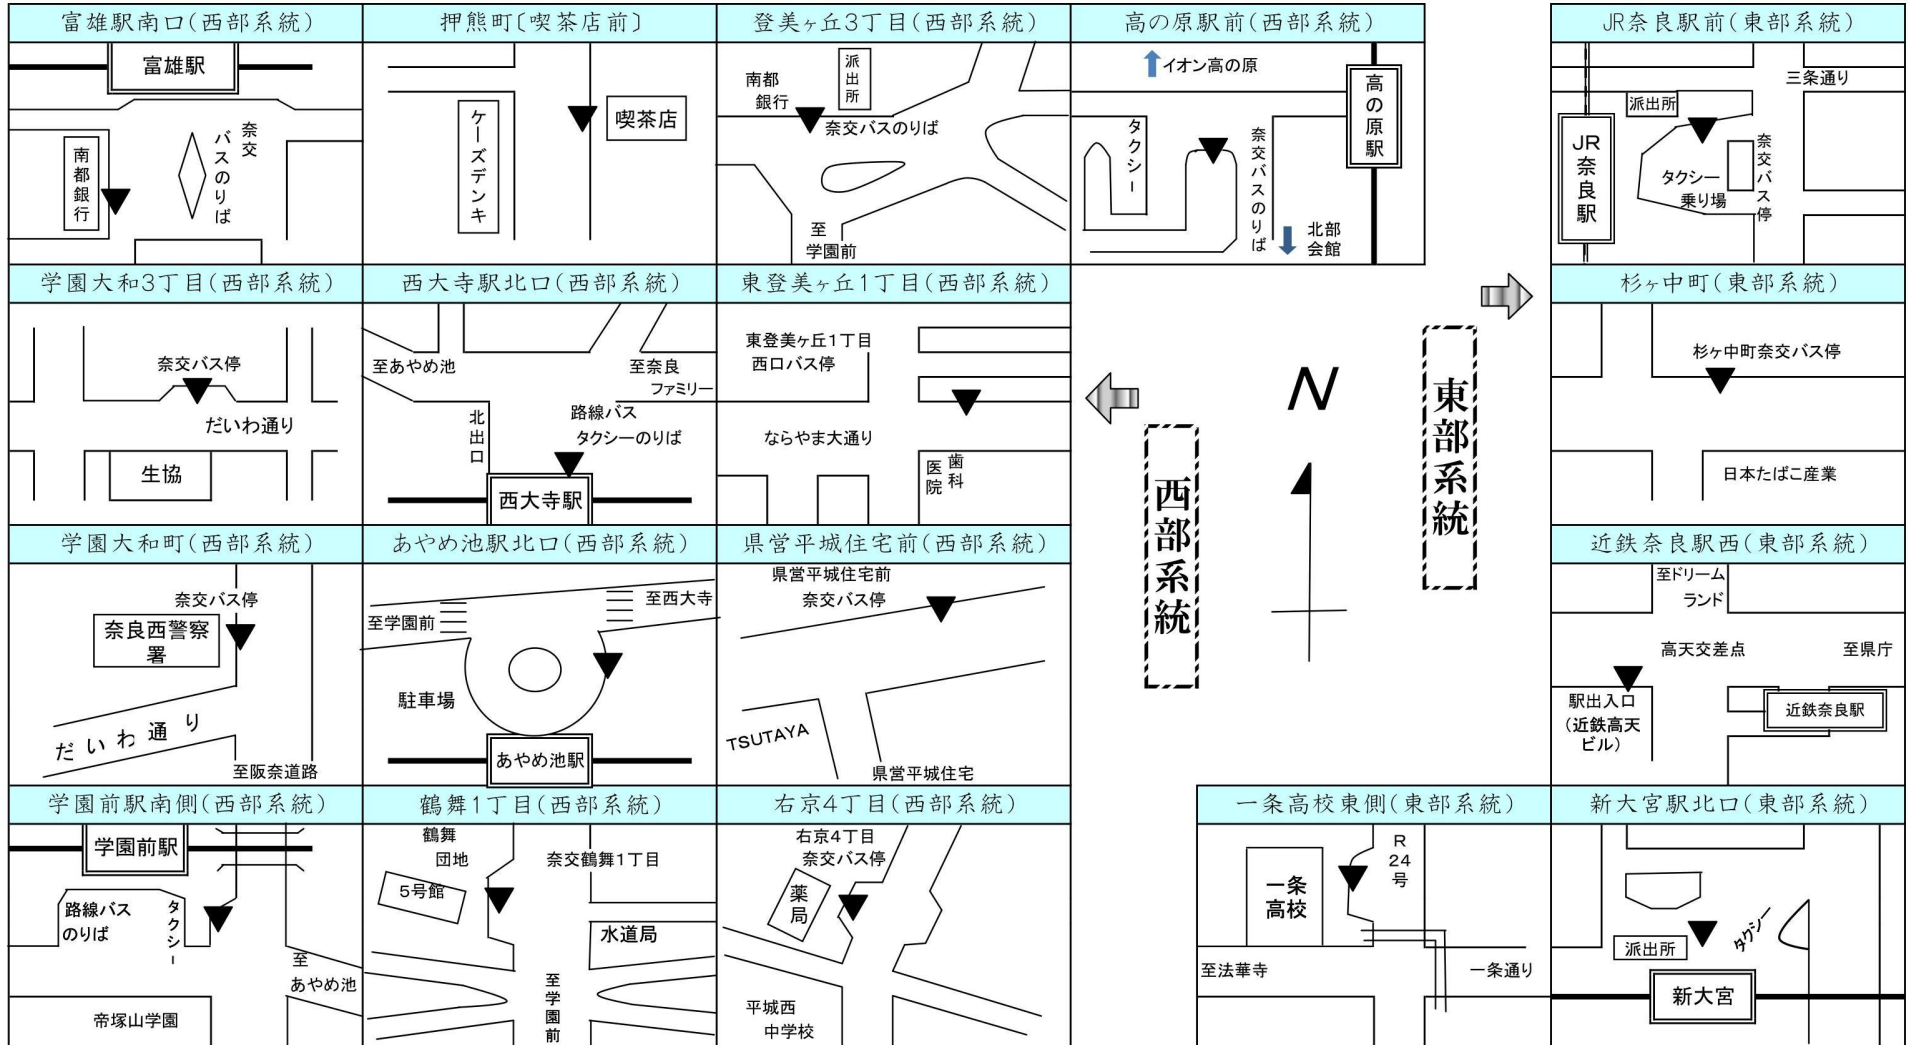 富雄駅南口(西部系統)
富雄駅
奈交
バスのりば
南都銀行
押熊町〔喫茶店前〕
ケーズデンキ
喫茶店
登美ヶ丘3丁目(西部系統)
南都
銀行
派出所
奈交バスのりば
至
学園前
高の原駅前(西部系統)
イオン高の原
高の原駅
タクシー
奈交バスのりば
北部
会館
JR奈良駅前(東部系統)
三条通り
派出所
JR奈良駅
タクシー
乗り場
奈交バス停
学園大和3丁目(西部系統)
奈交バス停
だいわ通り
生協
西大寺駅北口(西部系統)
至あやめ池
至奈良
ファミリー
北出口
路線バス
タクシーのりば
西大寺駅
東登美ヶ丘1丁目(西部系統)
東登美ヶ丘1丁目
西口バス停
ならやま大通り
歯科
医院
N
西部系統
東部系統
杉ヶ中町(東部系統)
杉ヶ中町奈交バス停
日本たばこ産業
学園大和町(西部系統)
奈交バス停
奈良西警察
署
だいわ通り
至阪奈道路
あやめ池駅北口(西部系統)
至西大寺
至学園前
駐車場
あやめ池駅
県営平城住宅前(西部系統)
県営平城住宅前
奈交バス停
TSUTAYA
県営平城住宅
近鉄奈良駅西(東部系統)
至ドリーム
ランド
高天交差点
至県庁
駅出入口
(近鉄高天
ビル)
近鉄奈良駅
学園前駅南側(西部系統)
学園前駅
路線バス
のりば
タクシー
至
あやめ池
帝塚山学園
鶴舞1丁目(西部系統)
鶴舞
団地
奈交鶴舞1丁目
5号館
水道局
至学園前
右京4丁目(西部系統)
右京4丁目
奈交バス停
薬局
平城西
中学校
一条高校東側(東部系統)
R
24
号
一条
高校
至法華寺
一条通り
新大宮駅北口(東部系統)
タクシー
派出所
新大宮